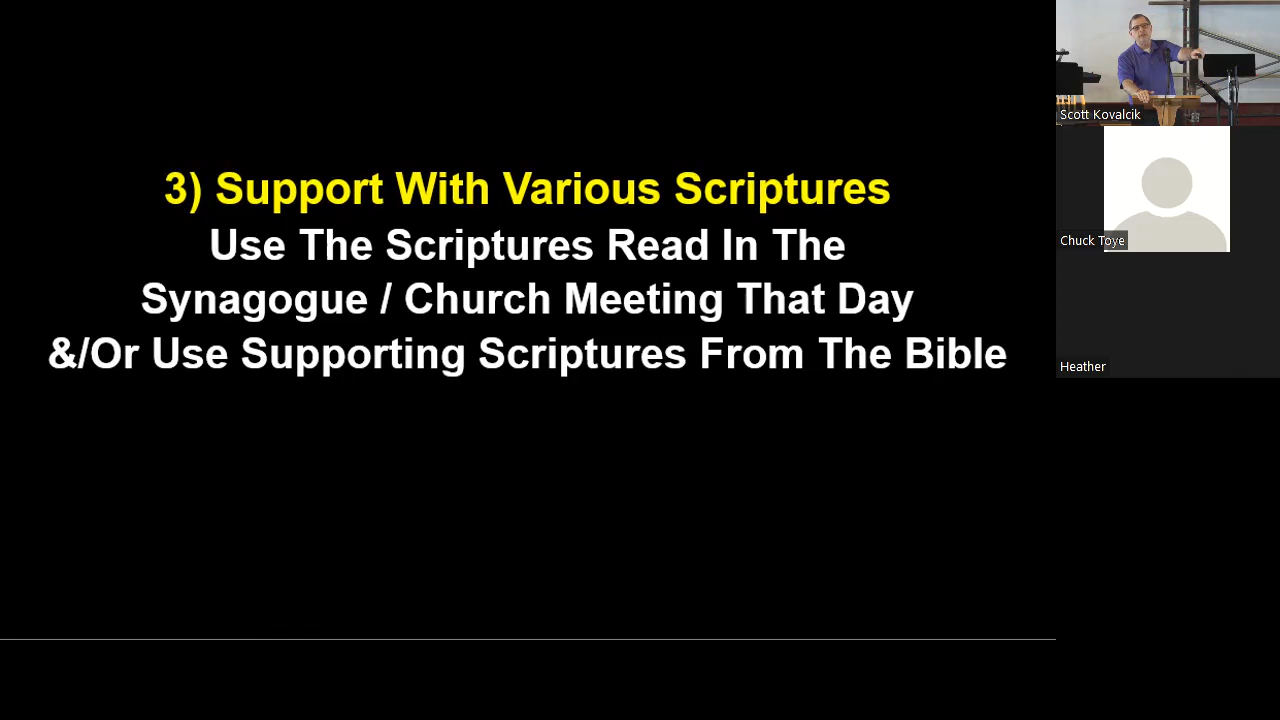 3) Support With Various Scriptures
Use The Scriptures Read In The
Synagogue / Church Meeting That Day
&/Or Use Supporting Scriptures From The Bible
Scott Kovalcik
Chuck Toye
Heather